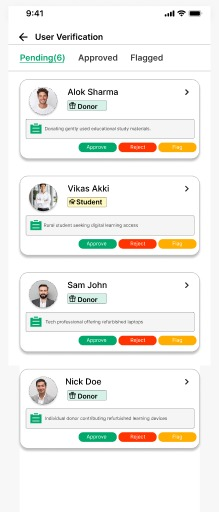 9:41
User Verification
Pending(6) Approved Flagged
Alok Sharma
Donor
Donating gently used educational study materials.
Approve Reject Flag
Vikas Akki
Student
Rural student seeking digital learning access
Approve Reject Flag
Sam John
Donor
Tech professional offering refurbished laptops
Approve Reject Flag
Nick Doe
Donor
Individual donor contributing refurbished learning devices
Approve Reject Flag